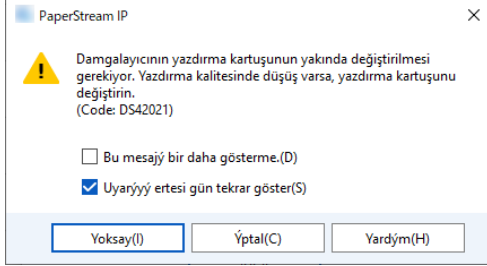 PaperStream IP
Damgalayıcının yazdırma kartuşunun yakında değiştirilmesi
gerekiyor. Yazdırma kalitesinde düşüş varsa, yazdırma kartuşunu
değiştirin.
(Code: DS42021)
Bu mesajý bir daha gösterme.(D)
Uyarýyý ertesi gün tekrar göster(S)
Yoksay(I)
Ýptal(C)
Yardým(H)